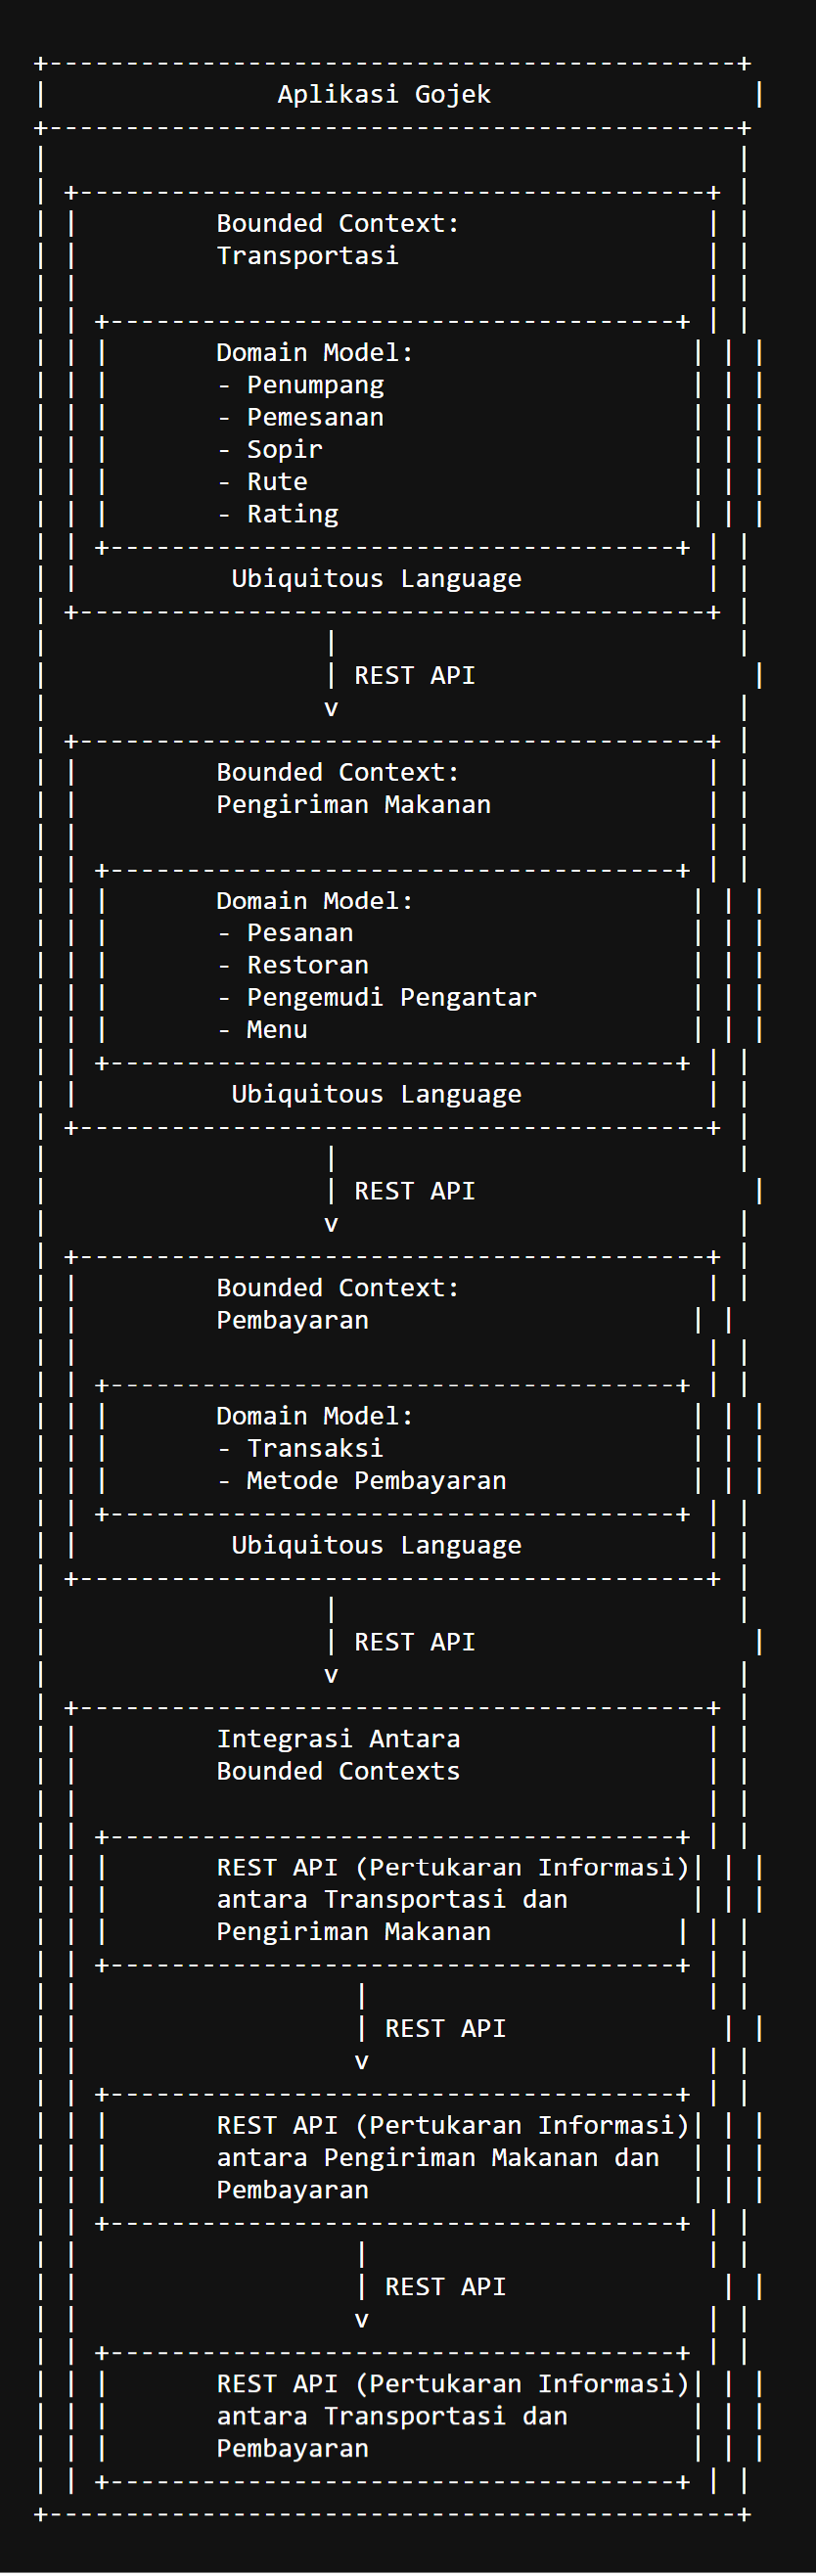 Aplikasi Gojek
Bounded Context:
Transportasi
Domain Model:
- Penumpang
- Pemesanan
- Sopir
- Rute
- Rating
Ubiquitous Language
REST API
v
Bounded Context:
Pengiriman Makanan
Domain Model:
- Pesanan
- Restoran
- Pengemudi Pengantar
- Menu
Ubiquitous Language
REST API
v
Bounded Context:
Pembayaran
Domain Model:
- Transaksi
- Metode Pembayaran
Ubiquitous Language
REST API
v
Integrasi Antara
Bounded Contexts
REST API (Pertukaran Informasi)
antara Transportasi dan
Pengiriman Makanan
REST API
v
REST API (Pertukaran Informasi)
antara Pengiriman Makanan dan
Pembayaran
REST API
v
REST API (Pertukaran Informasi)
antara Transportasi dan
Pembayaran